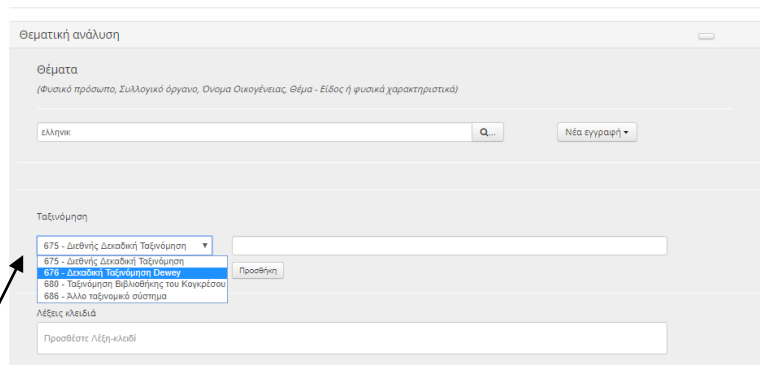 Θεματική ανάλυση
Θέματα
(Φυσικό πρόσωπο, Συλλογικό όργανο, Όνομα Οικογένειας, Θέμα - Είδος ή φυσικά χαρακτηριστικά)
ελληνικ
...
Νέα εγγραφή
Ταξινόμηση
675 - Διεθνής Δεκαδική Ταξινόμηση
675 - Διεθνής Δεκαδική Ταξινόμηση
676 - Δεκαδική Ταξινόμηση Dewey
Προσθήκη
680 - Ταξινόμηση Βιβλιοθήκης του Κογκρέσου
686 - Άλλο ταξινομικό σύστημα
Λέξεις κλειδιά
Προσθέστε Λέξη-κλειδί